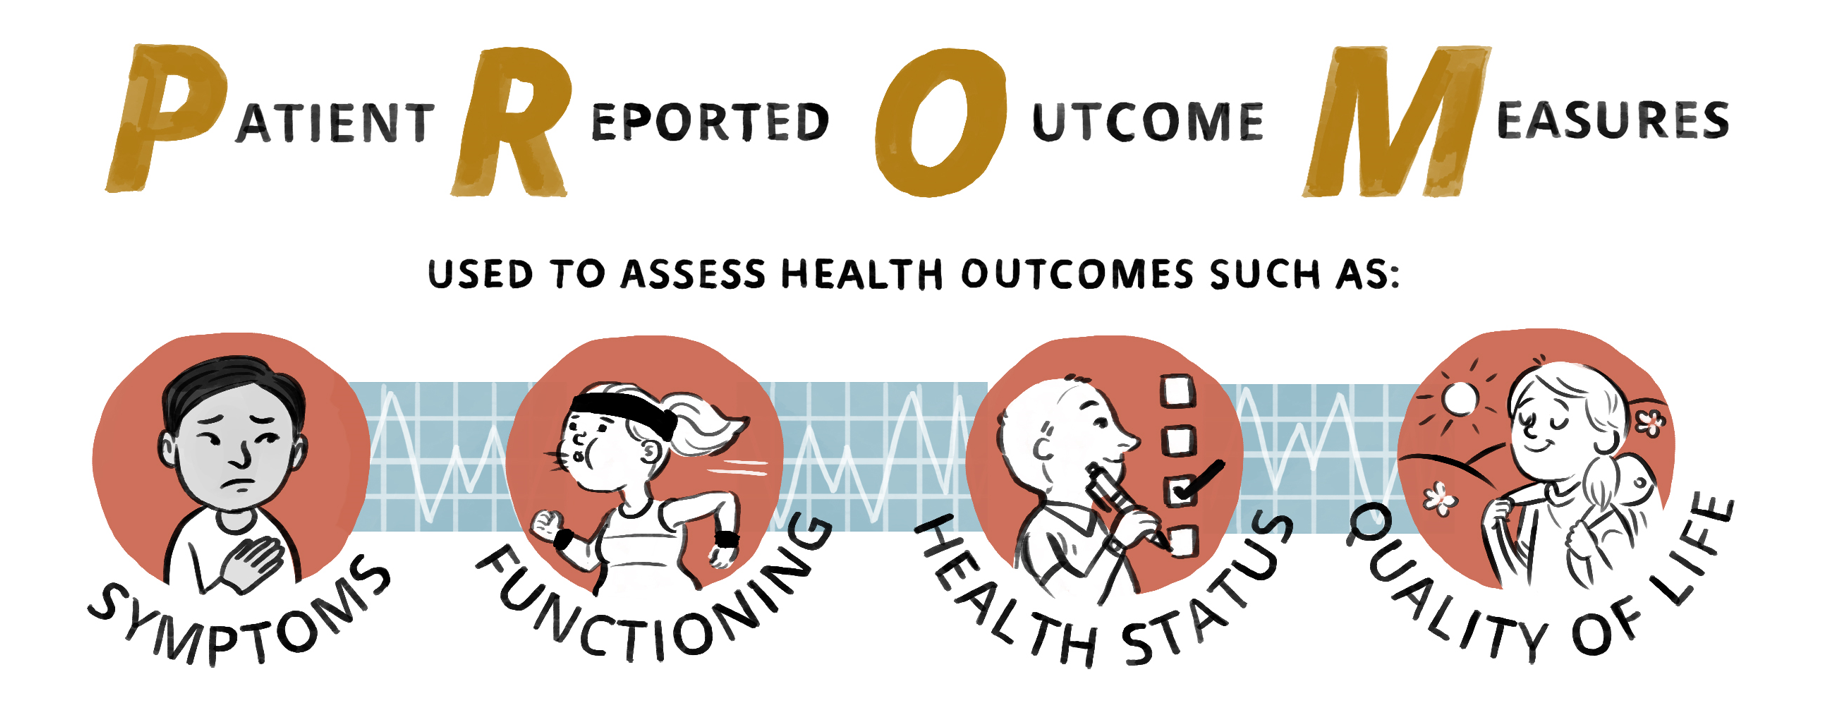 PATIENT REPORTED OUTCOME MEASURES
USED TO ASSESS HEALTH OUTCOMES SUCH AS:
SYMPTOMS
FUNCTIONING
HEALTH STATUS
QUALITY OF LIFE